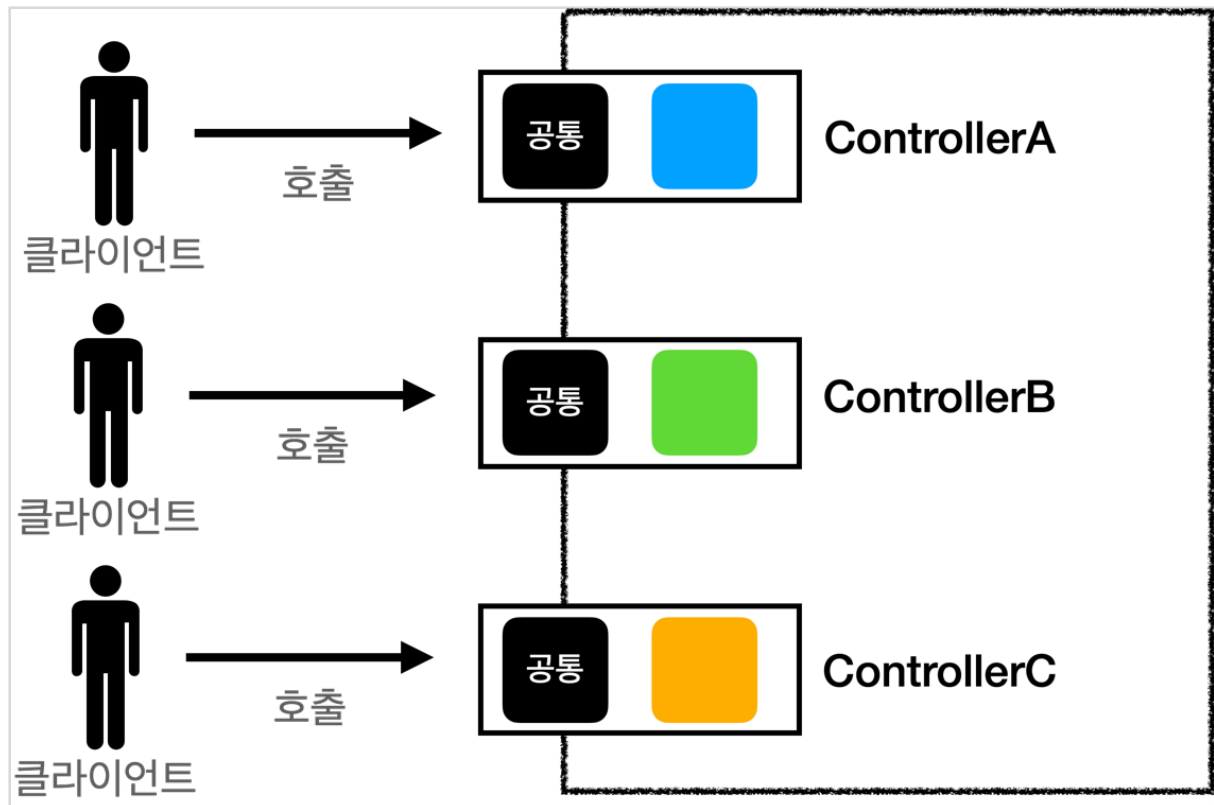 공통
ControllerA
호출
클라이언트
공통
ControllerB
호출
클라이언트
공통
ControllerC
호출
클라이언트